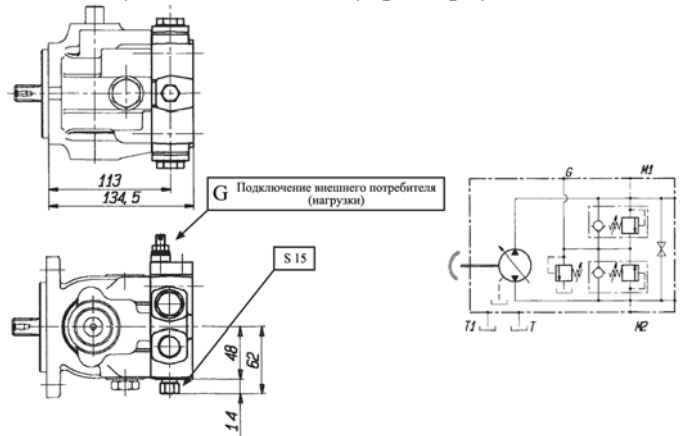 113
134,5
G Подключение внешнего потребителя
(нагрузки)
S 15
48
62
14
G
M1
T1
T
M2